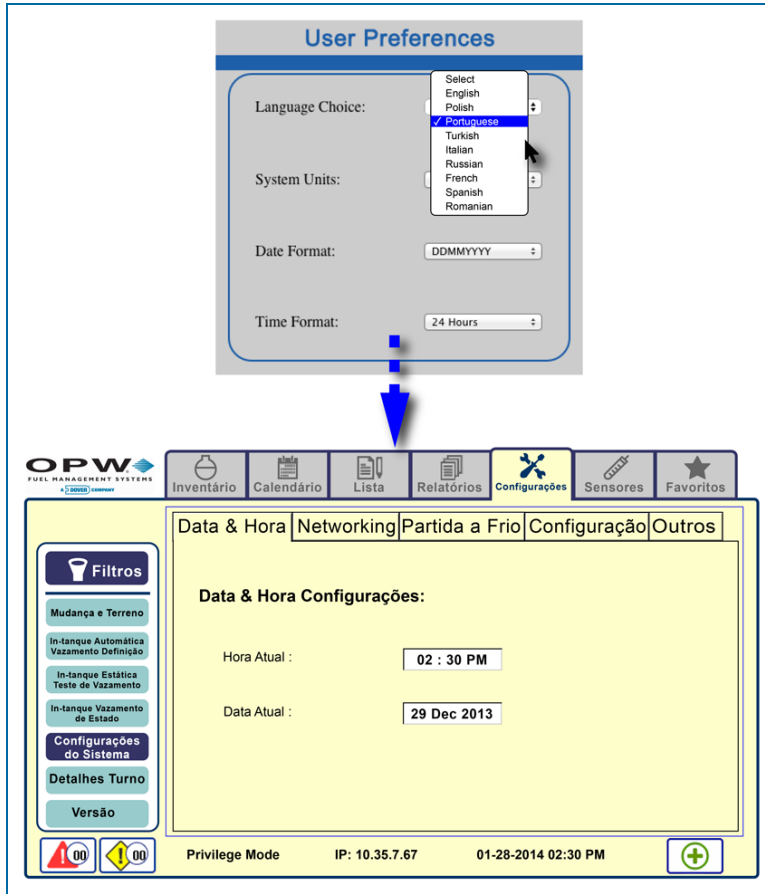 User Preferences
Language Choice:
Select
English
Polish
✓ Portuguese
Turkish
Italian
Russian
French
Spanish
Romanian
System Units:
Date Format:
DDMMYYYY
Time Format:
24 Hours
OPW
FUEL MANAGEMENT SYSTEMS
A DOVER COMPANY
Inventário
Calendário
Lista
Relatórios
Configurações
Sensores
Favoritos
Data & Hora
Networking
Partida a Frio
Configuração
Outros
Filtros
Mudança e Terreno
In-tanque Automática
Vazamento Definição
In-tanque Estática
Teste de Vazamento
In-tanque Vazamento
de Estado
Configurações
do Sistema
Detalhes Turno
Versão
Data & Hora Configurações:
Hora Atual :
02 : 30 PM
Data Atual :
29 Dec 2013
00
00
Privilege Mode
IP: 10.35.7.67
01-28-2014 02:30 PM